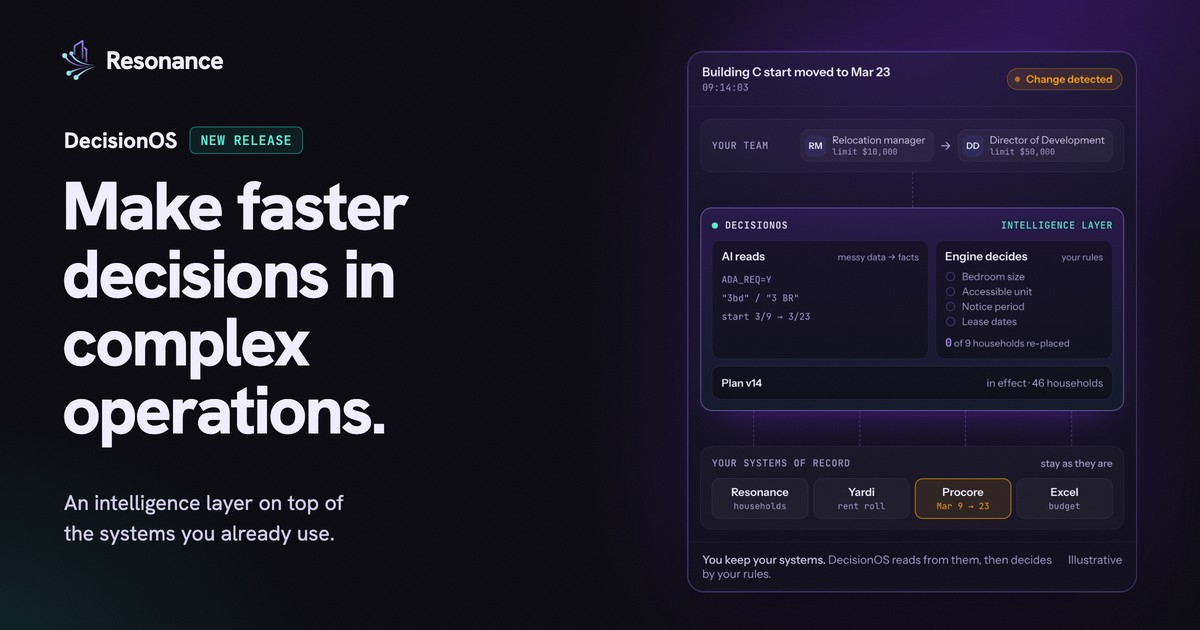 Resonance
DecisionOS NEW RELEASE
Make faster
decisions in
complex
operations.
An intelligence layer on top of
the systems you already use.
Building C start moved to Mar 23
09:14:03
Change detected
YOUR TEAM
RM Relocation manager
limit $10,000
→
DD Director of Development
limit $50,000
DECISIONOS
INTELLIGENCE LAYER
AI reads
messy data → facts
ADA_REQ=Y
"3bd" / "3 BR"
start 3/9 → 3/23
Engine decides
your rules
Bedroom size
Accessible unit
Notice period
Lease dates
0 of 9 households re-placed
Plan v14
in effect · 46 households
YOUR SYSTEMS OF RECORD
stay as they are
Resonance
households
Yardi
rent roll
Procore
Mar 9 → 23
Excel
budget
You keep your systems. DecisionOS reads from them, then decides
by your rules.
Illustrative